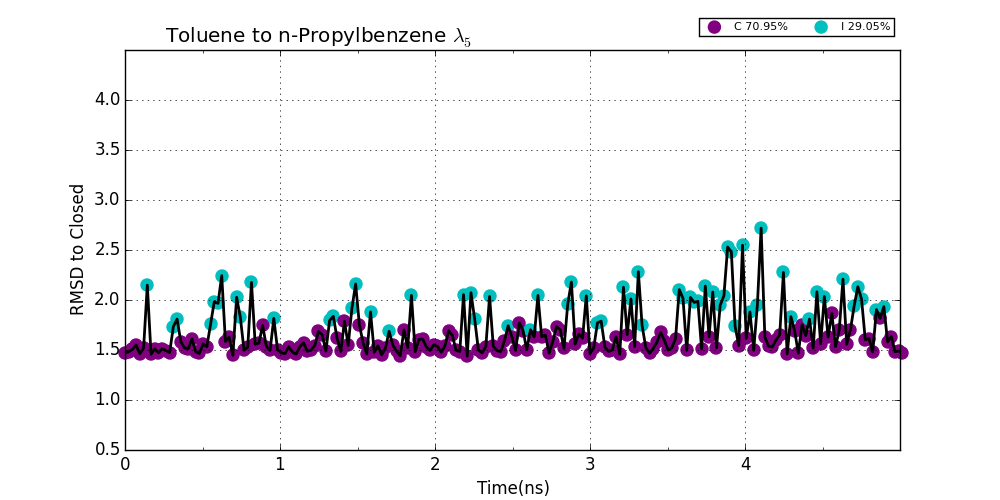 Toluene to n-Propylbenzene λ₅
C 70.95% I 29.05%
4.0
3.5
3.0
2.5
2.0
1.5
1.0
0.5
RMSD to Closed
0 1 2 3 4
Time(ns)